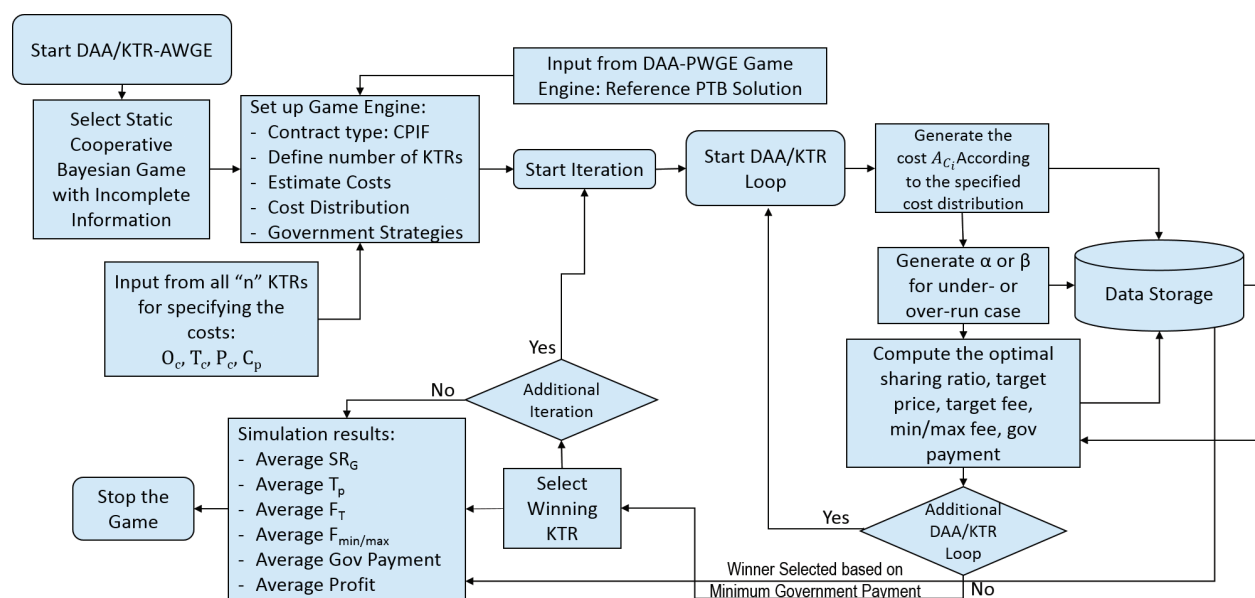 Start DAA/KTR-AWGE
Select Static
Cooperative
Bayesian Game
with Incomplete
Information
Input from DAA-PWGE Game
Engine: Reference PTB Solution
Set up Game Engine:
- Contract type: CPIF
- Define number of KTRs
- Estimate Costs
- Cost Distribution
- Government Strategies
Input from all “n” KTRs
for specifying the
costs:
O_c, T_c, P_c, C_p
Start Iteration
Start DAA/KTR
Loop
Generate the
cost A_{C_i} According
to the specified
cost distribution
Generate α or β
for under- or
over-run case
Data Storage
Compute the optimal
sharing ratio, target
price, target fee,
min/max fee, gov
payment
Additional
DAA/KTR
Loop
Yes
No
Winner Selected based on
Minimum Government Payment
Select
Winning
KTR
Additional
Iteration
Yes
No
Simulation results:
- Average SR_G
- Average T_p
- Average F_T
- Average F_min/max
- Average Gov Payment
- Average Profit
Stop the
Game